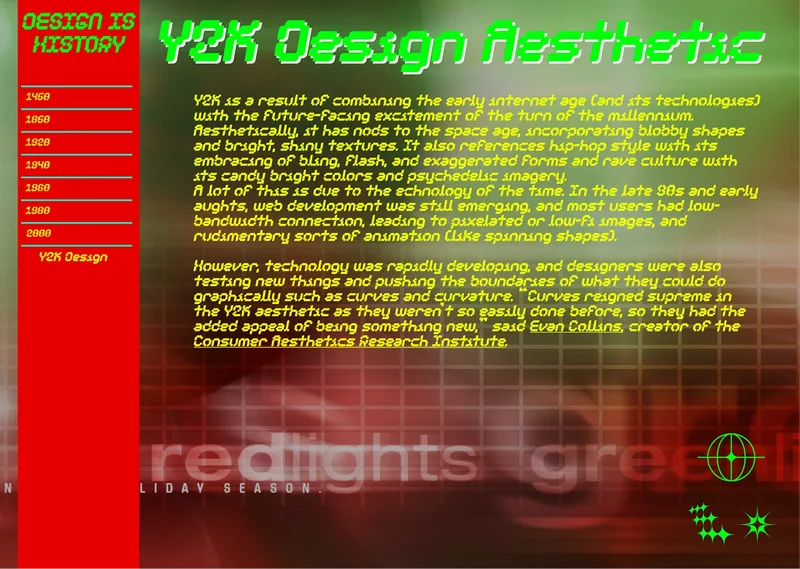 DESIGN IS
HISTORY
1450
1850
1920
1940
1960
1980
2000
Y2K Design
Y2K Design Aesthetic
Y2K is a result of combining the early internet age (and its technologies)
with the future-facing excitement of the turn of the millennium.
Aesthetically, it has nods to the space age, incorporating blobby shapes
and bright, shiny textures. It also references hip-hop style with its
embracing of bling, flash, and exaggerated forms and rave culture with
its candy bright colors and psychedelic imagery.
A lot of this is due to the echnology of the time. In the late 90s and early
aughts, web development was still emerging, and most users had low-
bandwidth connection, leading to pixelated or low-fi images, and
rudimentary sorts of animation (like spinning shapes).
However, technology was rapidly developing, and designers were also
testing new things and pushing the boundaries of what they could do
graphically such as curves and curvature. "Curves reigned supreme in
the Y2K aesthetic as they weren't so easily done before, so they had the
added appeal of being something new," said Evan Collins, creator of the
Consumer Aesthetics Research Institute.
redlights greenli
N LIDAY SEASON.